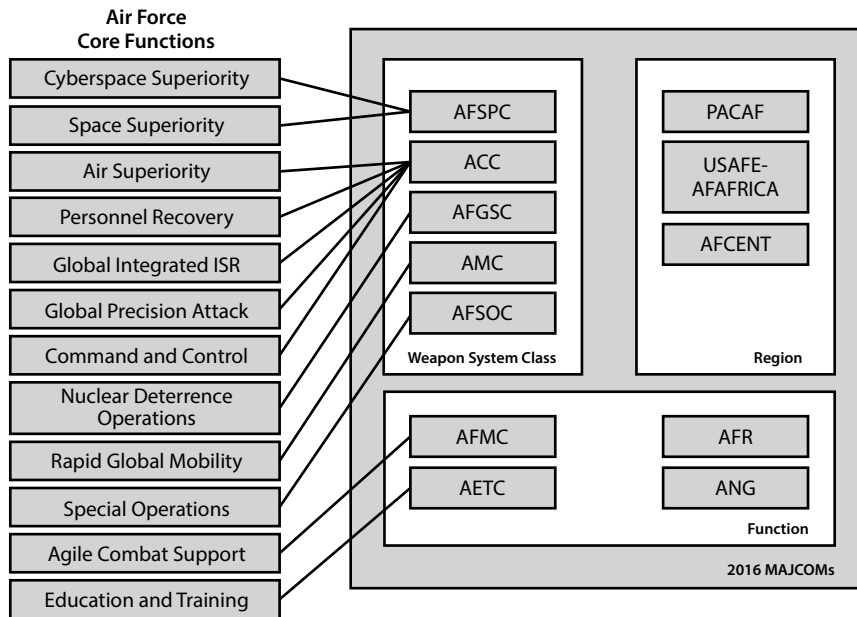 Air Force
Core Functions
Cyberspace Superiority
Space Superiority
Air Superiority
Personnel Recovery
Global Integrated ISR
Global Precision Attack
Command and Control
Nuclear Deterrence
Operations
Rapid Global Mobility
Special Operations
Agile Combat Support
Education and Training
AFSPC
ACC
AFGSC
AMC
AFSOC
Weapon System Class
PACAF
USAFE-
AFAFRICA
AFCENT
Region
AFMC
AFR
AETC
ANG
Function
2016 MAJCOMs